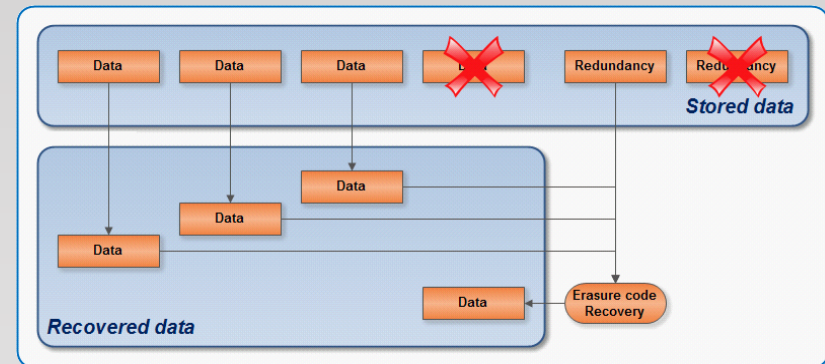 Data
Data
Data
Redundancy
Stored data
Data
Data
Data
Data
Erasure code
Recovery
Recovered data